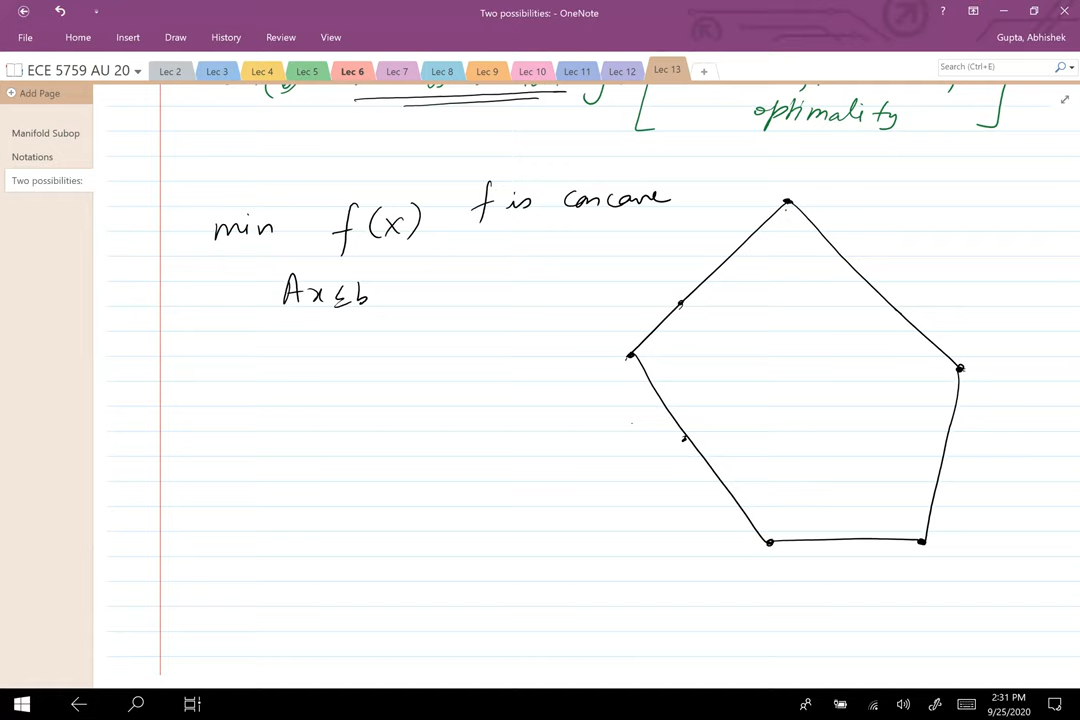 Two possibilities: - OneNote
Gupta, Abhishek
File Home Insert Draw History Review View
ECE 5759 AU 20 Lec 2 Lec 3 Lec 4 Lec 5 Lec 6 Lec 7 Lec 8 Lec 9 Lec 10 Lec 11 Lec 12 Lec 13
Search (Ctrl+E)
Add Page
Manifold Subop
Notations
Two possibilities:
optimality
min f(x) f is concave
Ax ≤ b
2:31 PM
9/25/2020